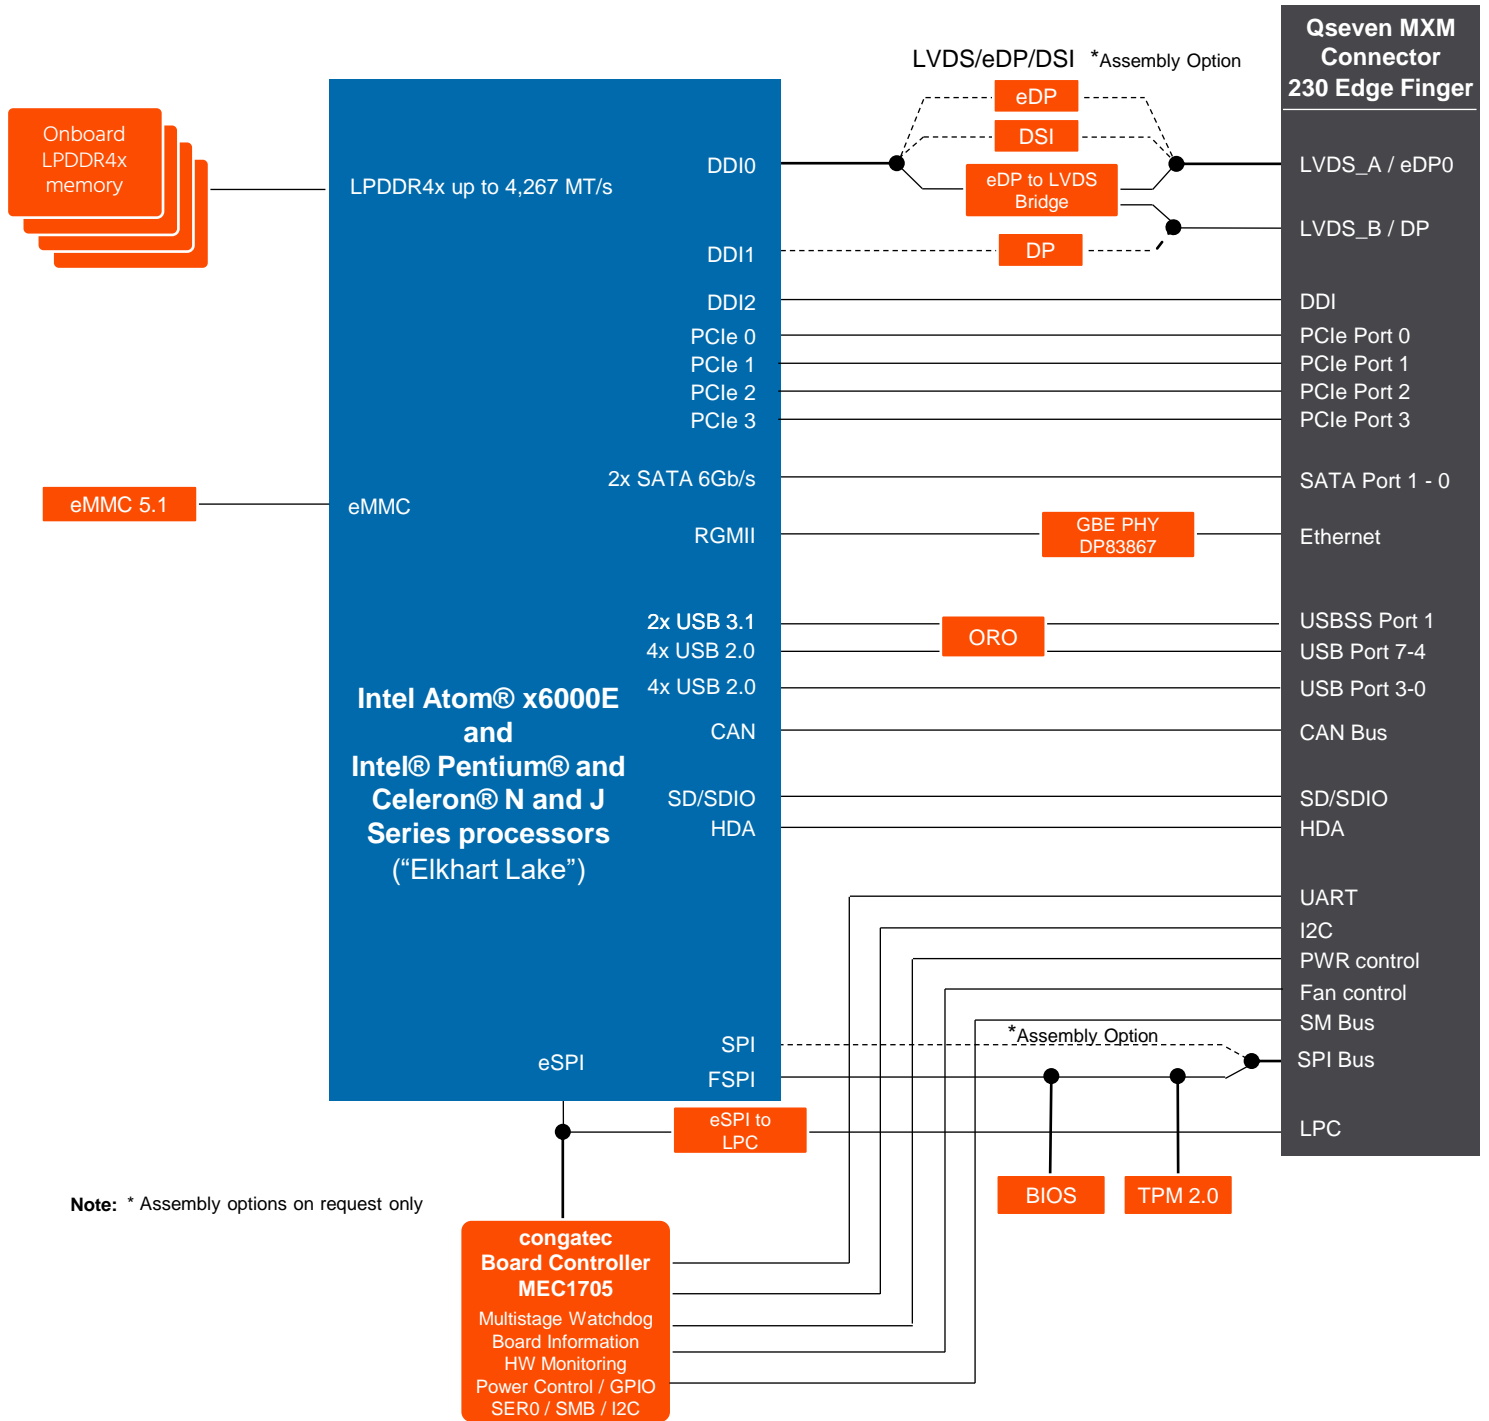 Qseven MXM
Connector
230 Edge Finger
LVDS/eDP/DSI *Assembly Option
eDP
DSI
eDP to LVDS
Bridge
DP
Onboard
LPDDR4x
memory
LPDDR4x up to 4,267 MT/s
DDI0
LVDS_A / eDP0
LVDS_B / DP
DDI1
DDI2
DDI
PCIe 0
PCIe Port 0
PCIe 1
PCIe Port 1
PCIe 2
PCIe Port 2
PCIe 3
PCIe Port 3
2x SATA 6Gb/s
SATA Port 1 - 0
eMMC 5.1
eMMC
RGMII
GBE PHY
DP83867
Ethernet
2x USB 3.1
USBSS Port 1
ORO
4x USB 2.0
USB Port 7-4
4x USB 2.0
USB Port 3-0
CAN
CAN Bus
Intel Atom® x6000E
and
Intel® Pentium® and
Celeron® N and J
Series processors
(“Elkhart Lake”)
SD/SDIO
SD/SDIO
HDA
HDA
UART
I2C
PWR control
Fan control
SM Bus
SPI
*Assembly Option
SPI Bus
eSPI
FSPI
eSPI to
LPC
LPC
BIOS
TPM 2.0
Note: * Assembly options on request only
congatec
Board Controller
MEC1705
Multistage Watchdog
Board Information
HW Monitoring
Power Control / GPIO
SER0 / SMB / I2C